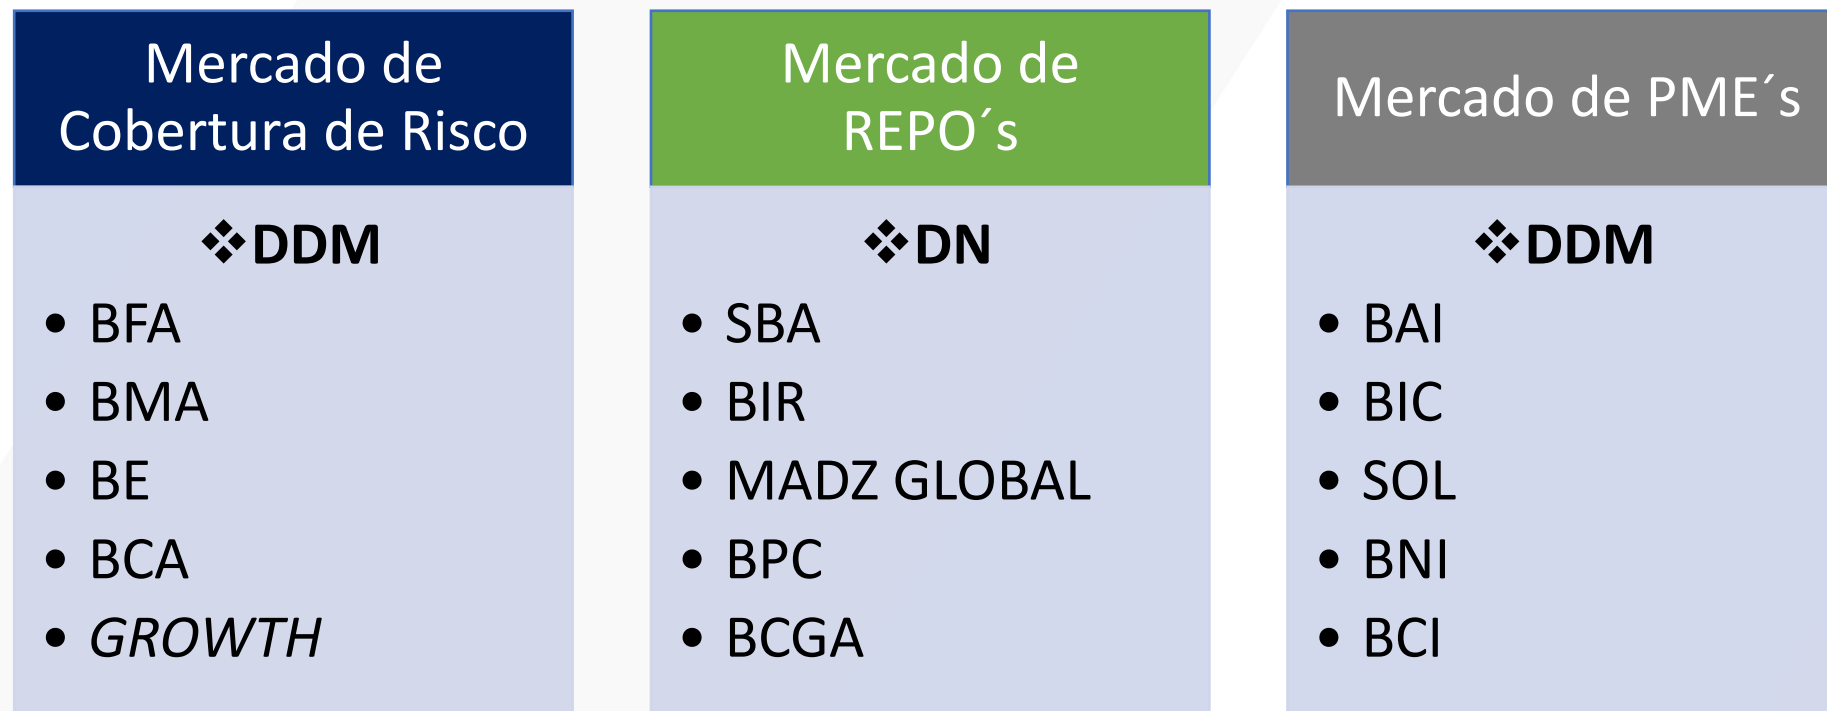 Mercado de
Cobertura de Risco
❖DDM
• BFA
• BMA
• BE
• BCA
• GROWTH
Mercado de
REPO´s
❖DN
• SBA
• BIR
• MADZ GLOBAL
• BPC
• BCGA
Mercado de PME´s
❖DDM
• BAI
• BIC
• SOL
• BNI
• BCI